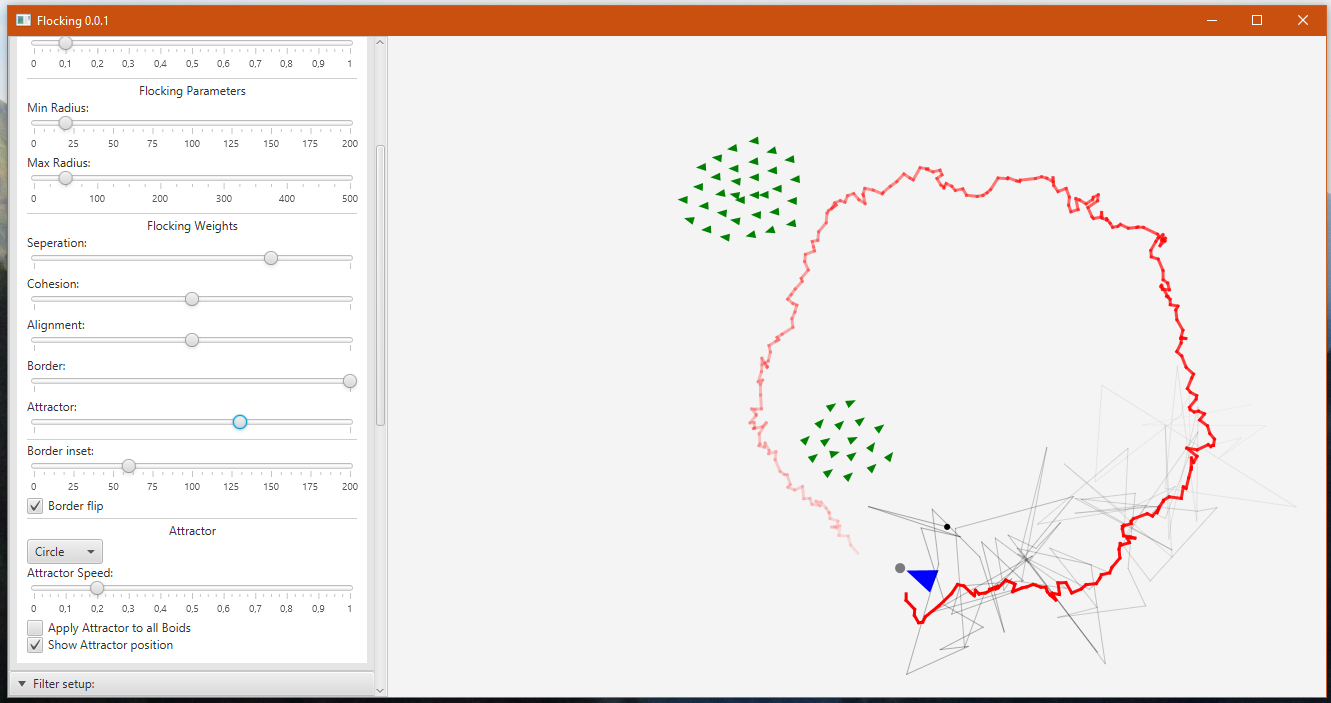 Flocking 0.0.1
0 0,1 0,2 0,3 0,4 0,5 0,6 0,7 0,8 0,9 1
Flocking Parameters
Min Radius:
0 25 50 75 100 125 150 175 200
Max Radius:
0 100 200 300 400 500
Flocking Weights
Seperation:
Cohesion:
Alignment:
Border:
Attractor:
Border inset:
0 25 50 75 100 125 150 175 200
Border flip
Attractor
Circle
Attractor Speed:
0 0,1 0,2 0,3 0,4 0,5 0,6 0,7 0,8 0,9 1
Apply Attractor to all Boids
Show Attractor position
Filter setup: